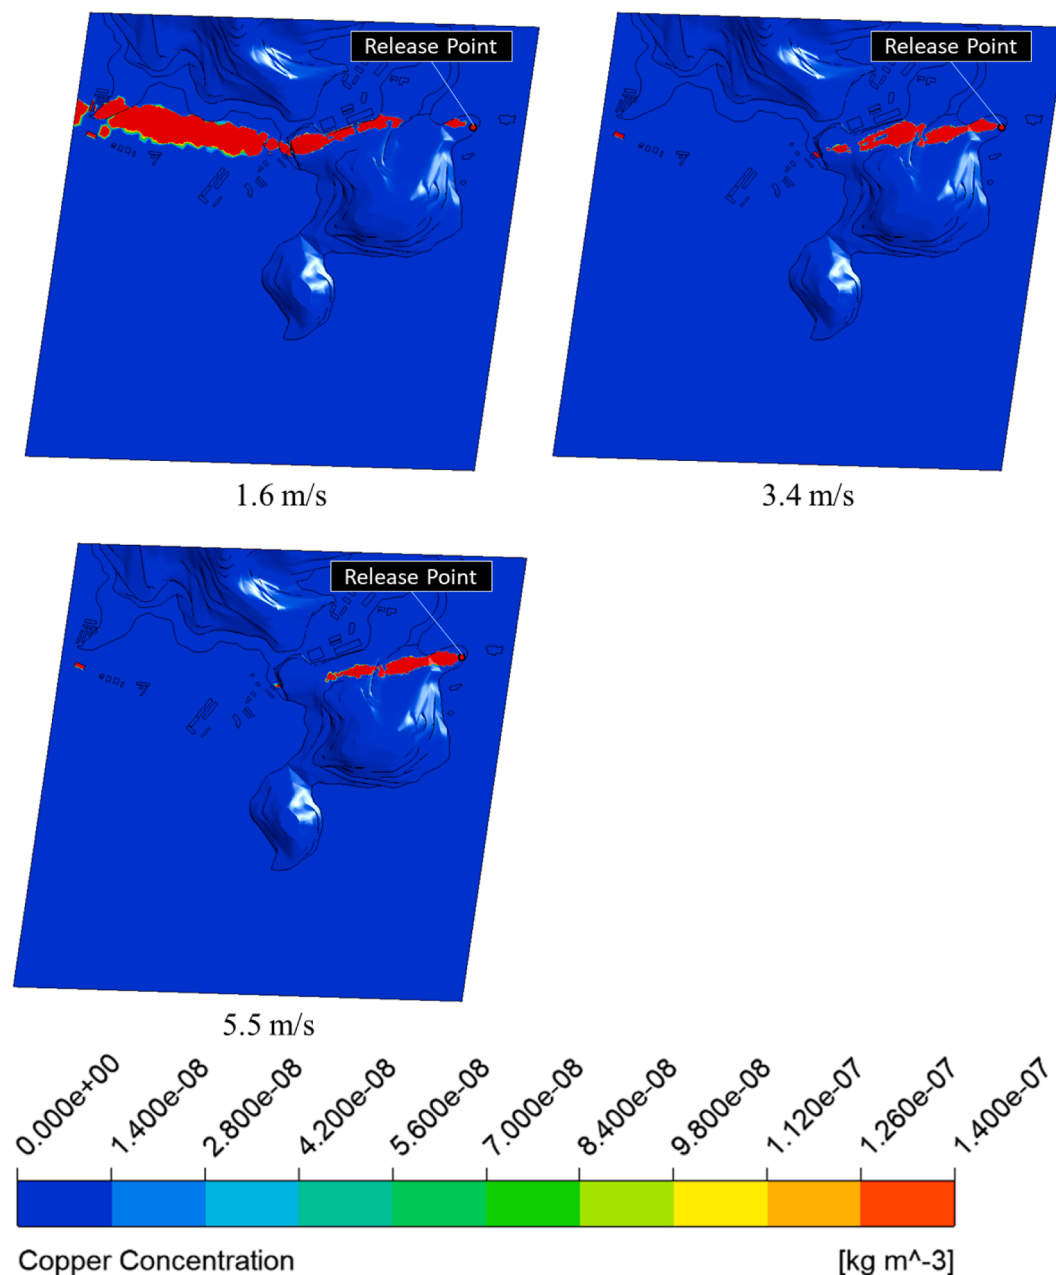 Release Point
Release Point
1.6 m/s
3.4 m/s
Release Point
5.5 m/s
0.000e+00
1.400e-08
2.800e-08
4.200e-08
5.600e-08
7.000e-08
8.400e-08
9.800e-08
1.120e-07
1.260e-07
1.400e-07
Copper Concentration
[kg m^-3]